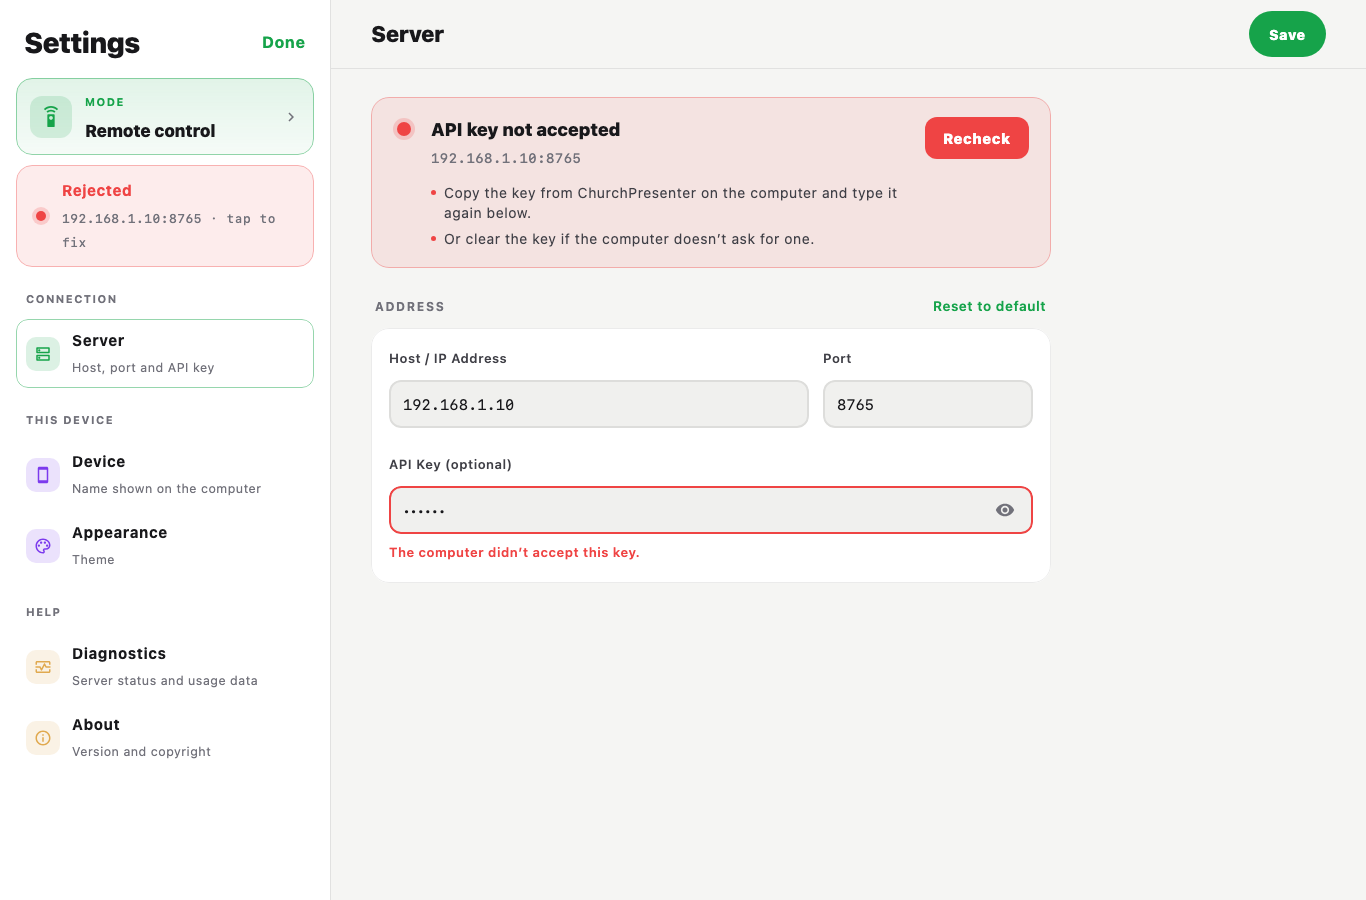 Settings
Done
MODE
Remote control
Rejected
192.168.1.10:8765 · tap to
fix
CONNECTION
Server
Host, port and API key
THIS DEVICE
Device
Name shown on the computer
Appearance
Theme
HELP
Diagnostics
Server status and usage data
About
Version and copyright
Server
Save
API key not accepted
192.168.1.10:8765
Recheck
• Copy the key from ChurchPresenter on the computer and type it
again below.
• Or clear the key if the computer doesn’t ask for one.
ADDRESS
Reset to default
Host / IP Address
Port
192.168.1.10
8765
API Key (optional)
••••••
The computer didn’t accept this key.